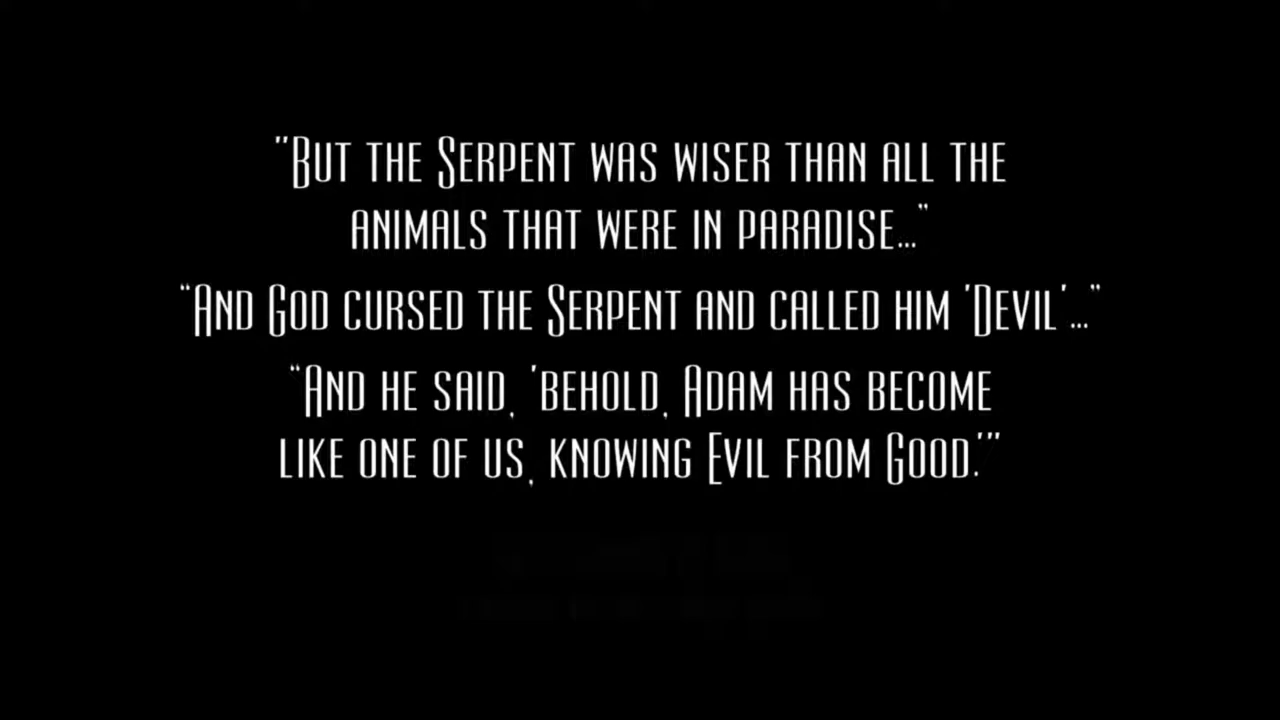 "But the Serpent was wiser than all the
animals that were in paradise..."
"And God cursed the Serpent and called him 'Devil'..."
"And he said, 'behold, Adam has become
like one of us, knowing Evil from Good.'"